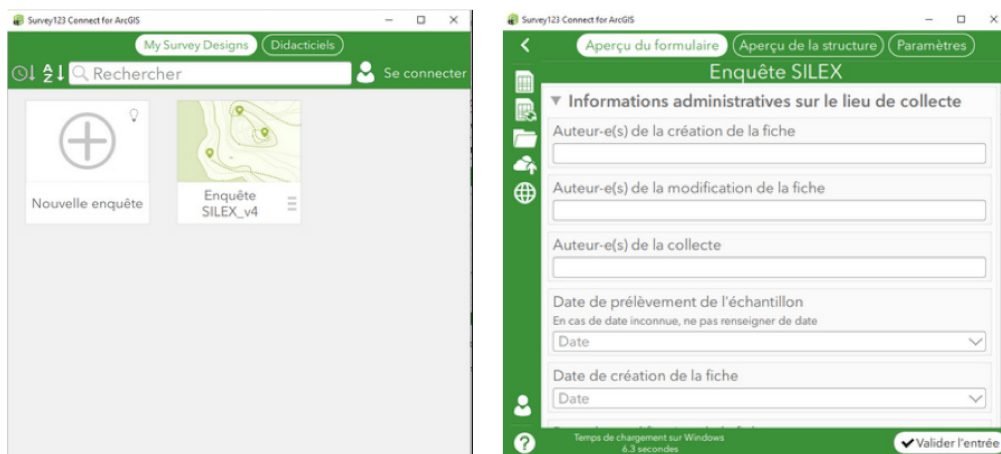 Survey123 Connect for ArcGIS
My Survey Designs
Didacticiels
Rechercher
Se connecter
Nouvelle enquête
Enquête
SILEX_v4
Survey123 Connect for ArcGIS
Aperçu du formulaire
Aperçu de la structure
Paramètres
Enquête SILEX
Informations administratives sur le lieu de collecte
Auteur-e(s) de la création de la fiche
Auteur-e(s) de la modification de la fiche
Auteur-e(s) de la collecte
Date de prélèvement de l'échantillon
En cas de date inconnue, ne pas renseigner de date
Date
Date de création de la fiche
Date
Temps de chargement sur Windows
6.3 secondes
Valider l'entrée